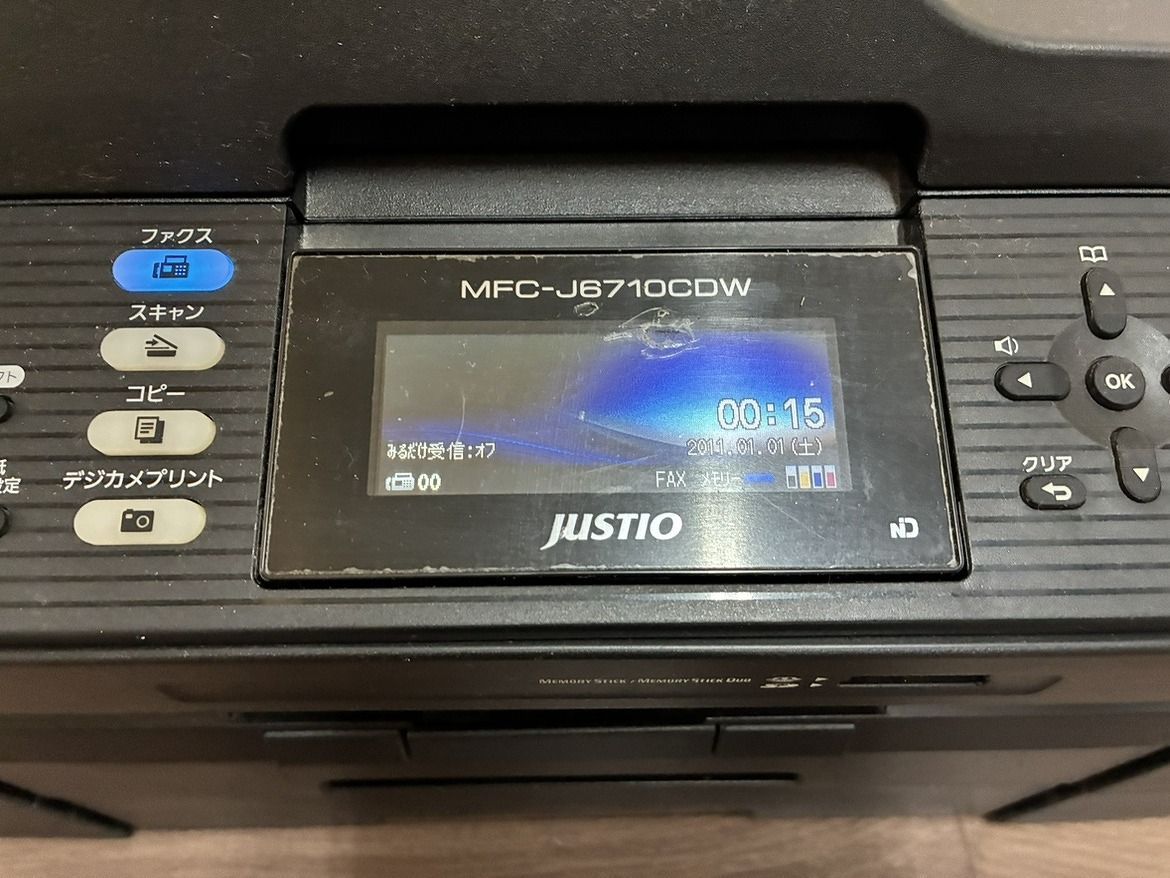 ファクス
スキャン
コピー
デジカメプリント
MFC-J6710CDW
00:15
みるだけ受信:オフ
2011.01.01(土)
00
FAX メモリー
JUSTIO
OK
クリア
MEMORY STICK / MEMORY STICK DUO